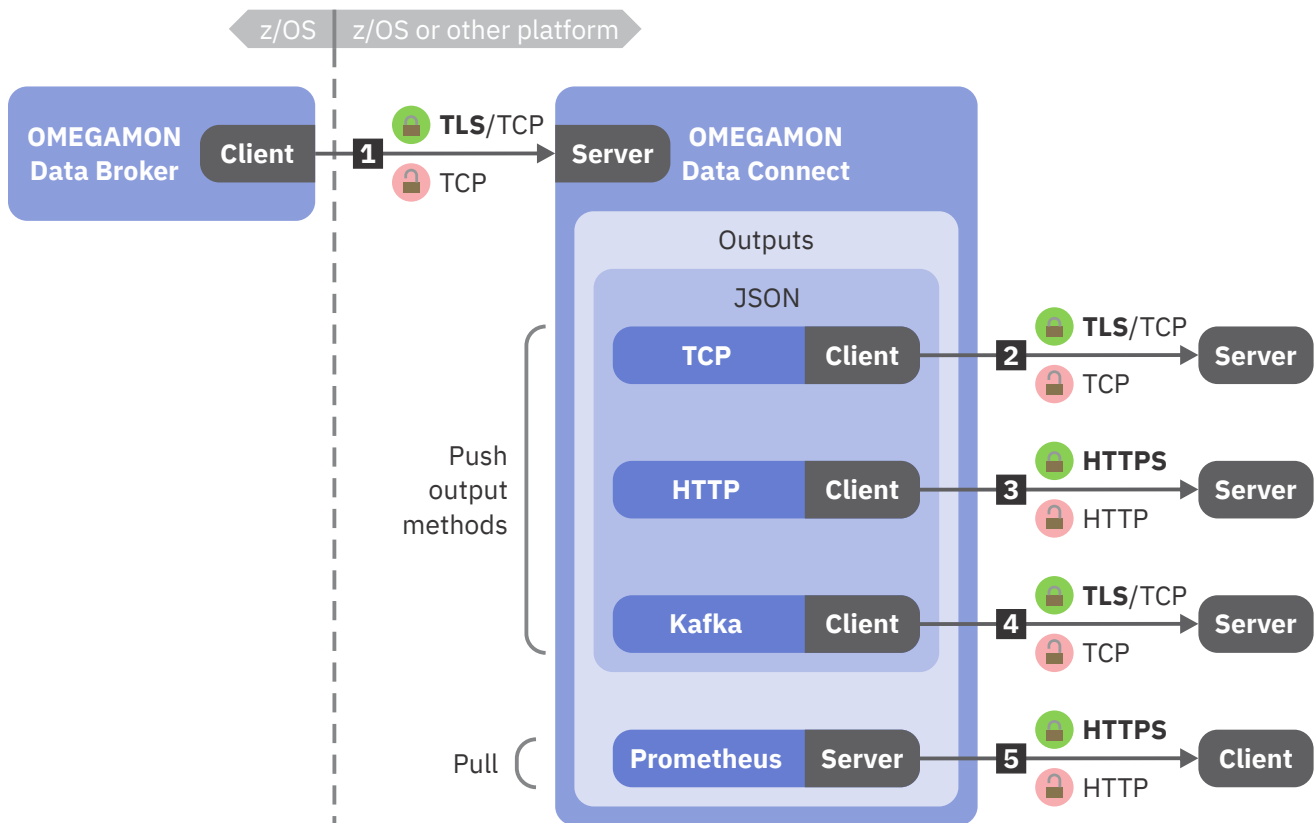 z/OS
z/OS or other platform
OMEGAMON
Data Broker
Client
1
TLS/TCP
TCP
Server
OMEGAMON
Data Connect
Outputs
JSON
Push
output
methods
TCP
Client
2
TLS/TCP
TCP
Server
HTTP
Client
3
HTTPS
HTTP
Server
Kafka
Client
4
TLS/TCP
TCP
Server
Pull
Prometheus
Server
5
HTTPS
HTTP
Client